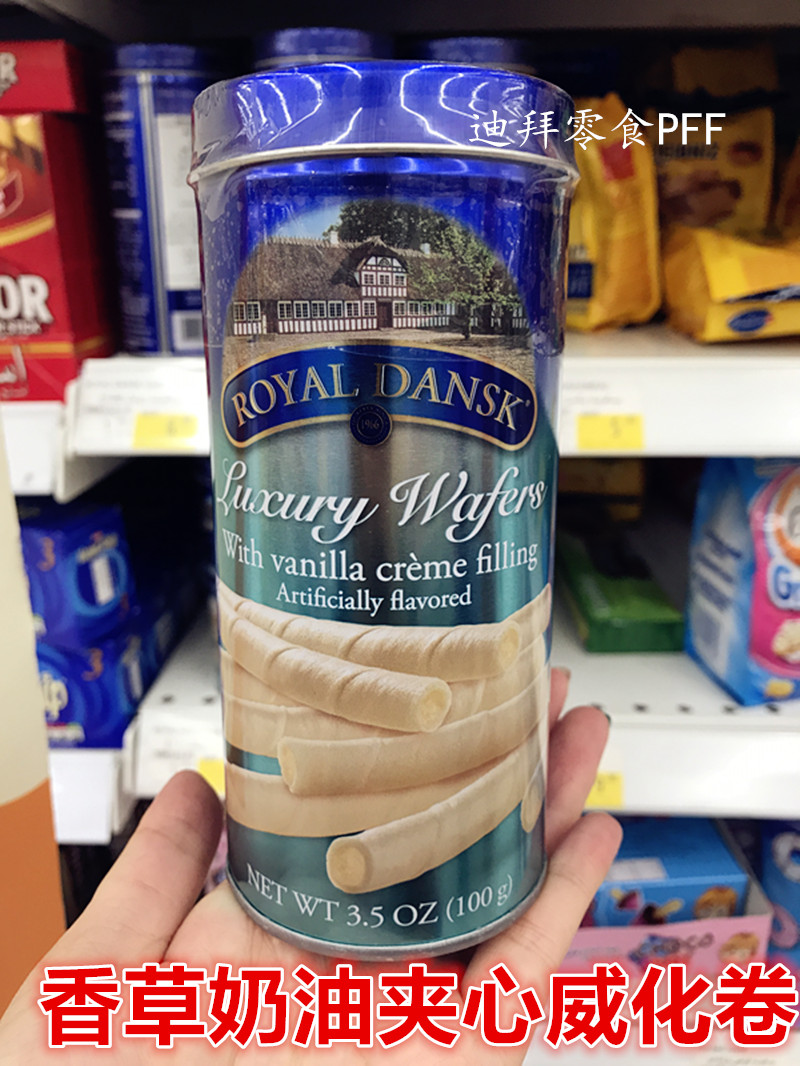 迪拜零食PFF
ROYAL DANSK
1966
Luxury Wafers
With vanilla crème filling
Artificially flavored
NET WT 3.5 OZ (100 g)
香草奶油夹心威化卷